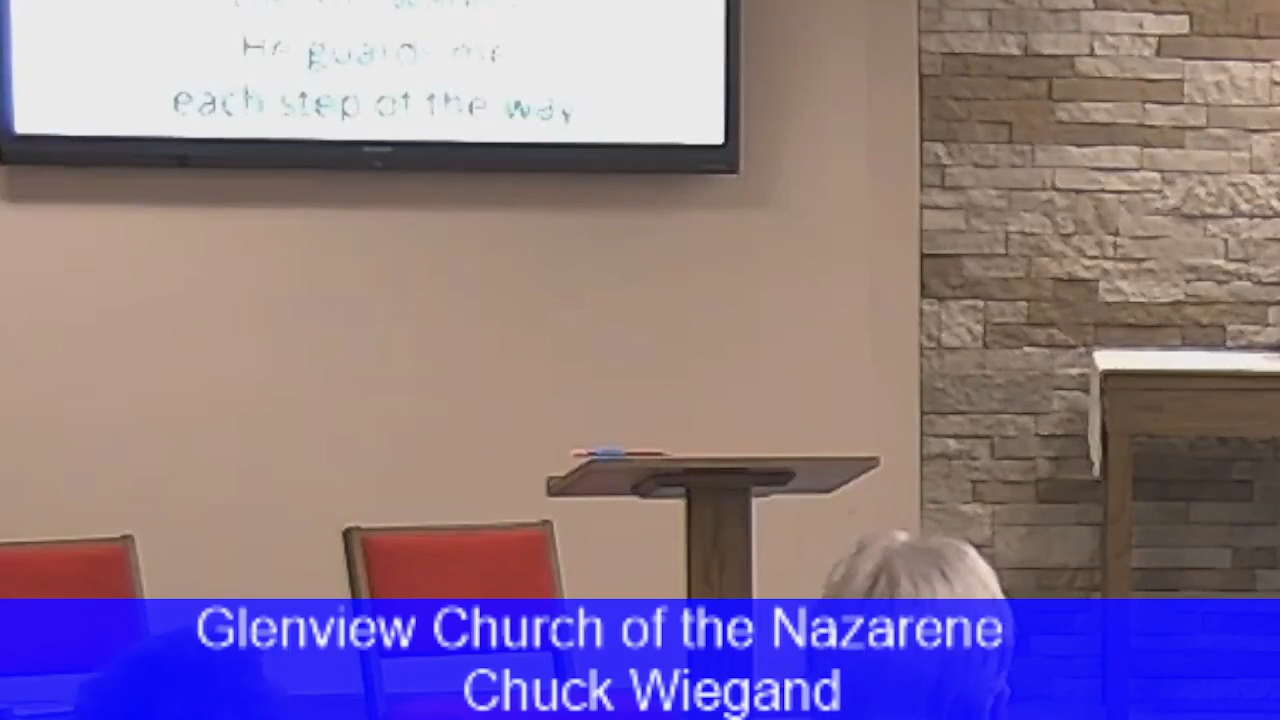 He guards me
each step of the way
Glenview Church of the Nazarene
Chuck Wiegand